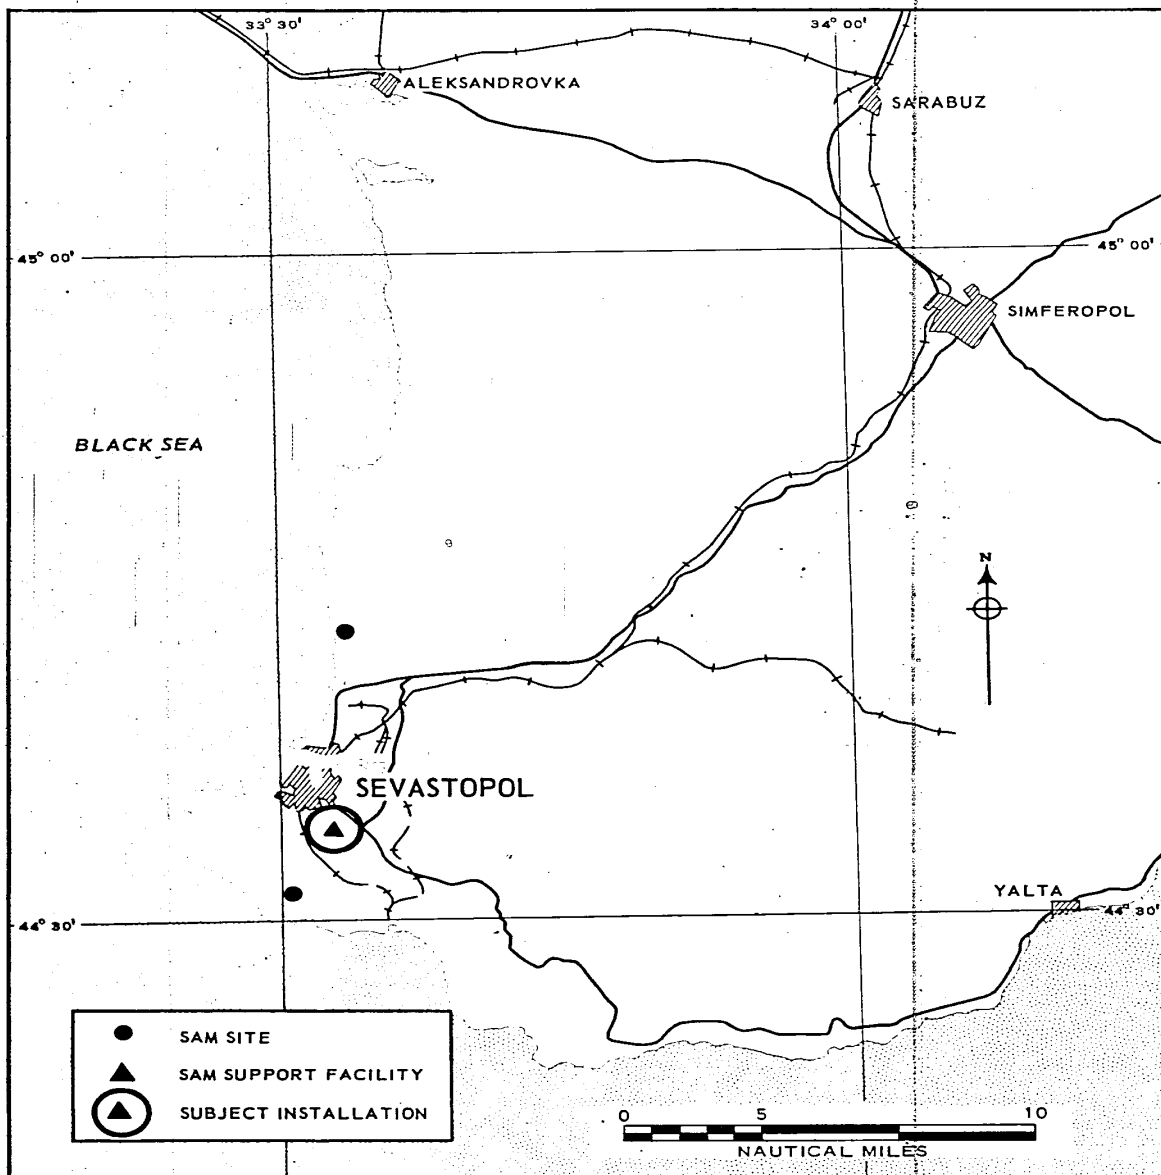 33° 30'
34° 00'
ALEKSANDROVKA
SARABUZ
45° 00'
45° 00'
SIMFEROPOL
BLACK SEA
N
SEVASTOPOL
YALTA
44° 30'
44° 30'
SAM SITE
SAM SUPPORT FACILITY
SUBJECT INSTALLATION
0 5 10
NAUTICAL MILES